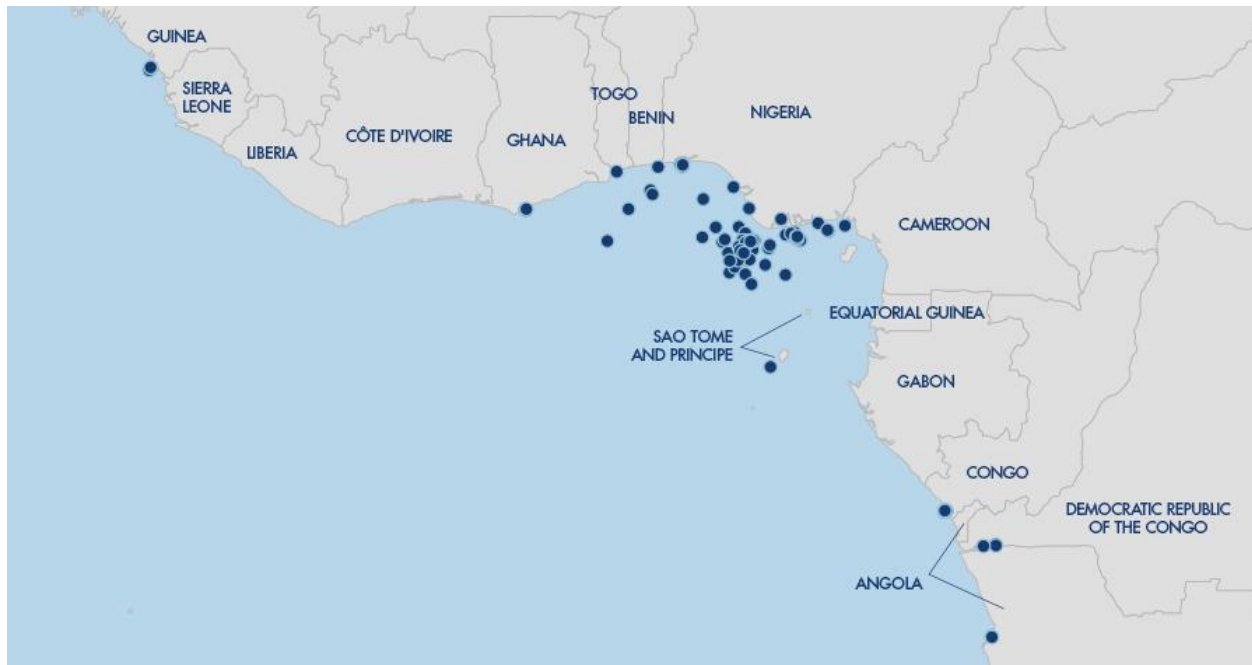 GUINEA
SIERRA
LEONE
LIBERIA
CÔTE D'IVOIRE
GHANA
TOGO
BENIN
NIGERIA
CAMEROON
EQUATORIAL GUINEA
SAO TOME
AND PRINCIPE
GABON
CONGO
DEMOCRATIC REPUBLIC
OF THE CONGO
ANGOLA